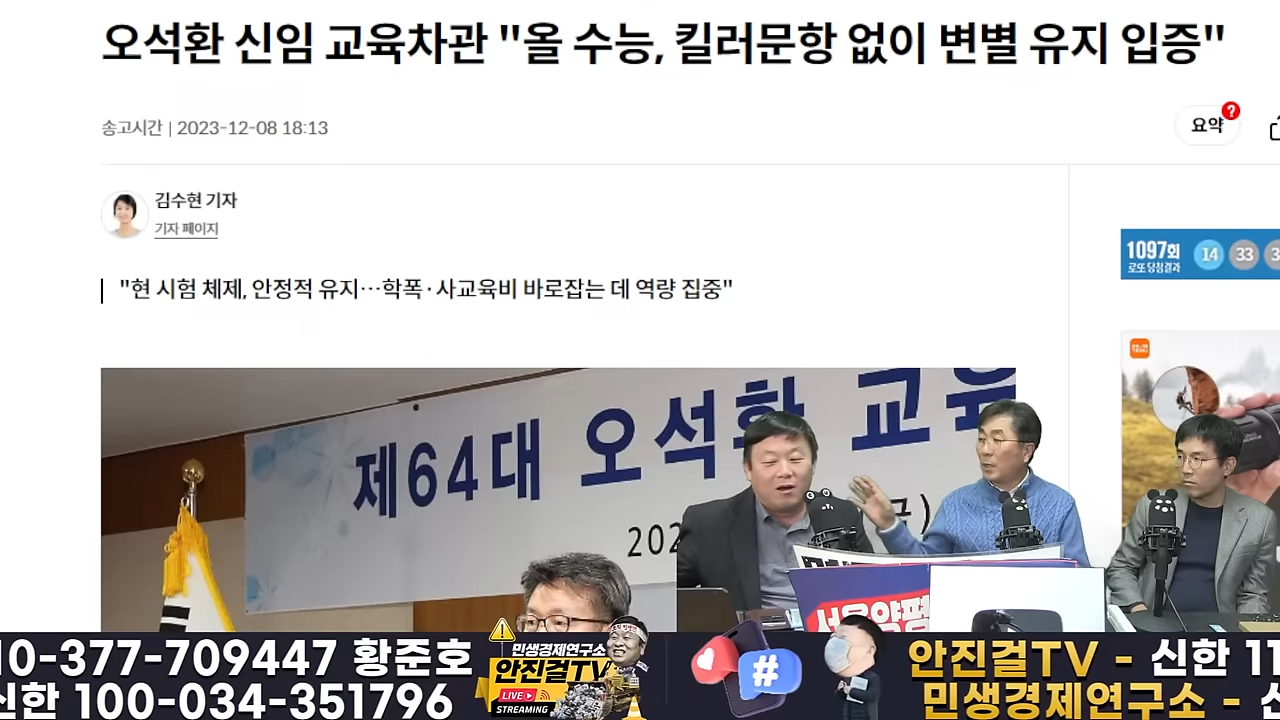 오석환 신임 교육차관 "올 수능, 킬러문항 없이 변별 유지 입증"
송고시간 | 2023-12-08 18:13
요약
?
김수현 기자
기자 페이지
"현 시험 체제, 안정적 유지…학폭·사교육비 바로잡는 데 역량 집중"
1097회
로또 당첨결과
14 33
제64대 오석환 교육
202
서울양평
10-377-709447 황준호
신한 100-034-351796
민생경제연구소
안진걸TV
LIVE
STREAMING
#
안진걸TV - 신한 11
민생경제연구소 -